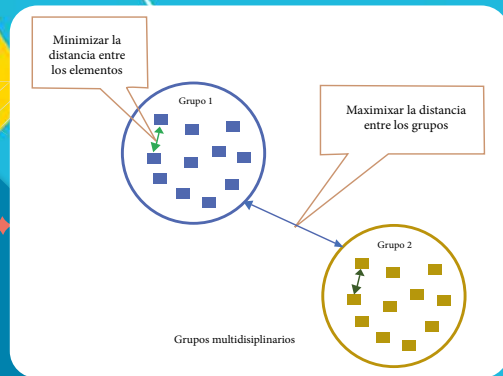 Minimizar la
distancia entre
los elementos
Grupo 1
Maximixar la distancia
entre los grupos
Grupo 2
Grupos multidisiplinarios